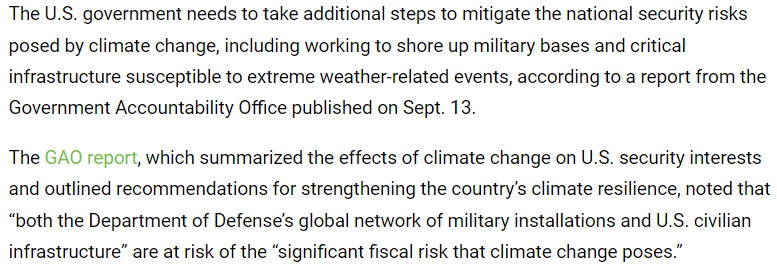 The U.S. government needs to take additional steps to mitigate the national security risks
posed by climate change, including working to shore up military bases and critical
infrastructure susceptible to extreme weather-related events, according to a report from the
Government Accountability Office published on Sept. 13.
The GAO report, which summarized the effects of climate change on U.S. security interests
and outlined recommendations for strengthening the country’s climate resilience, noted that
“both the Department of Defense’s global network of military installations and U.S. civilian
infrastructure” are at risk of the “significant fiscal risk that climate change poses.”